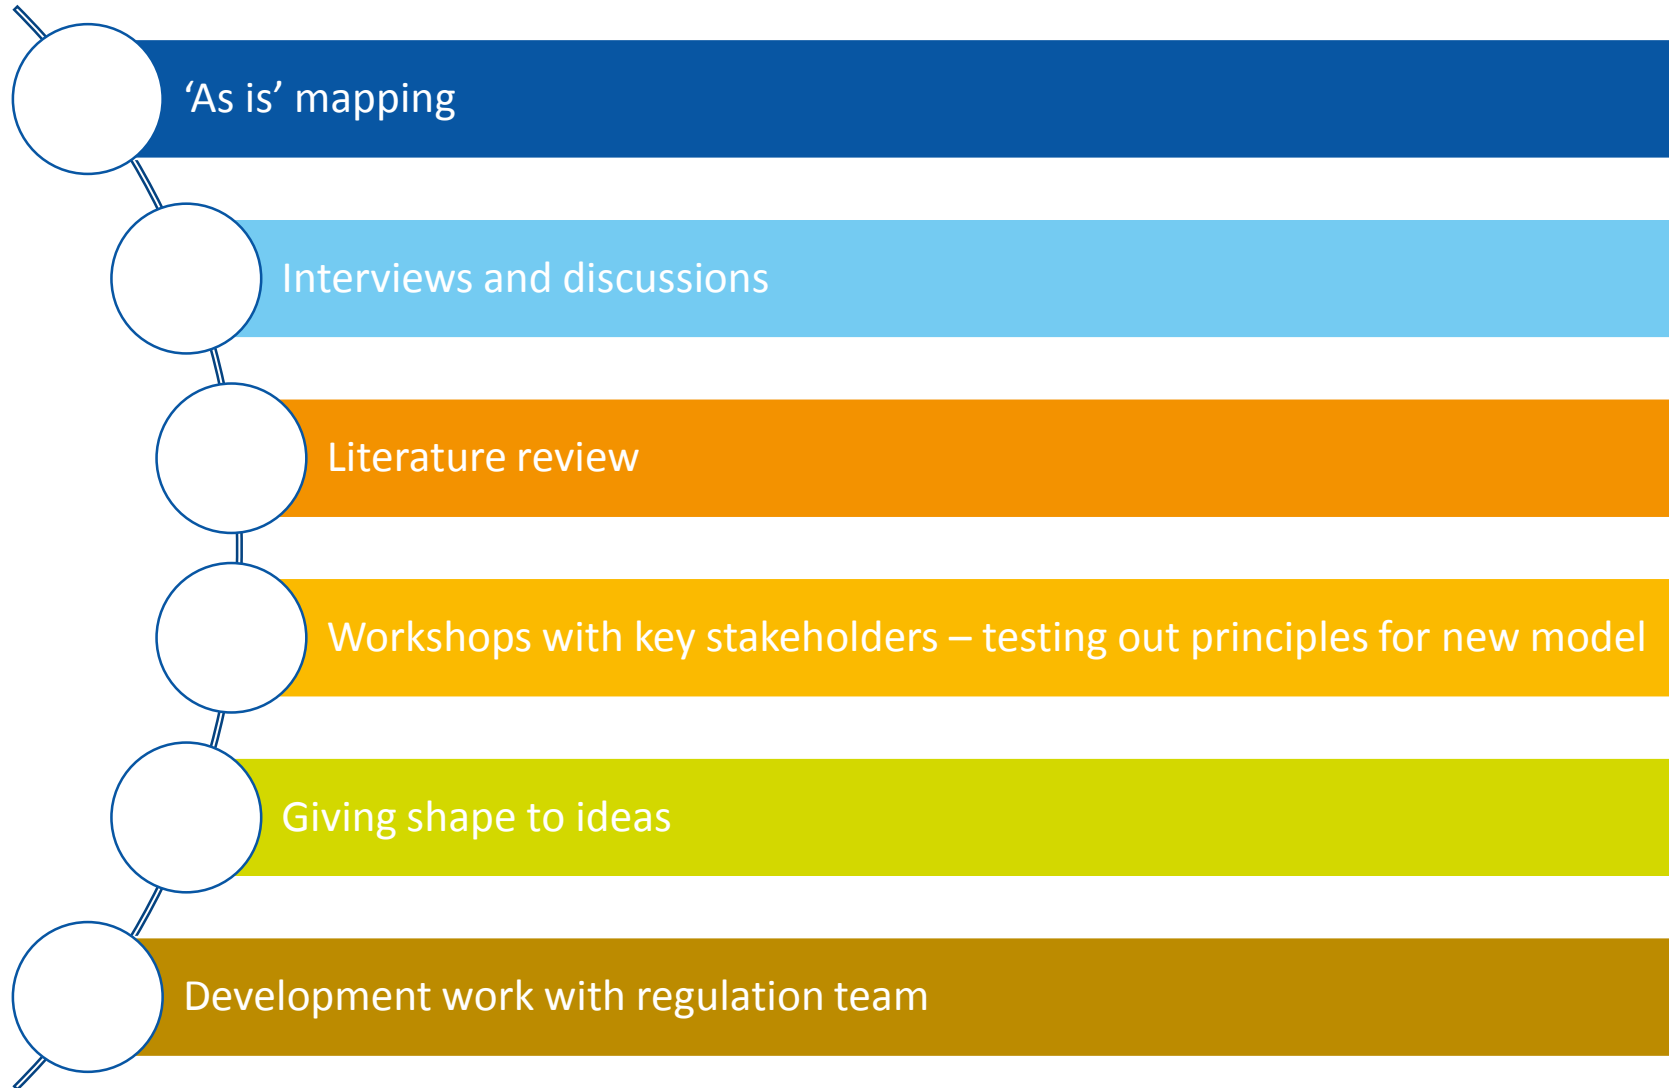 ‘As is’ mapping
Interviews and discussions
Literature review
Workshops with key stakeholders – testing out principles for new model
Giving shape to ideas
Development work with regulation team